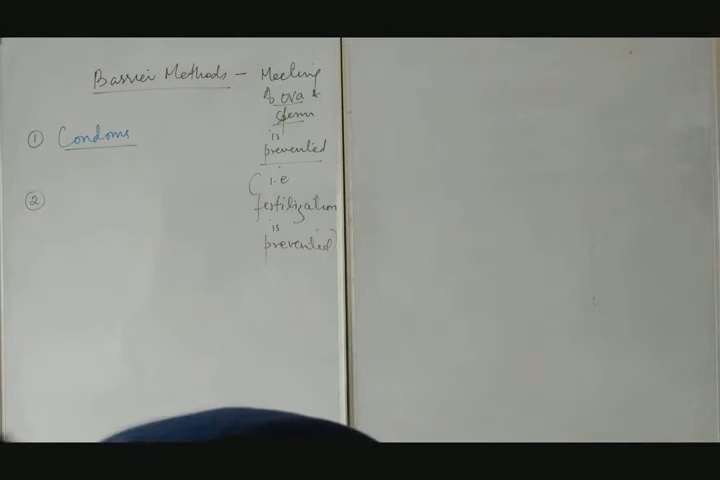 Barrier Methods - Meeting
of ova &
sperm
is
prevented
(i.e
fertilization
is
prevented)
① Condoms
②